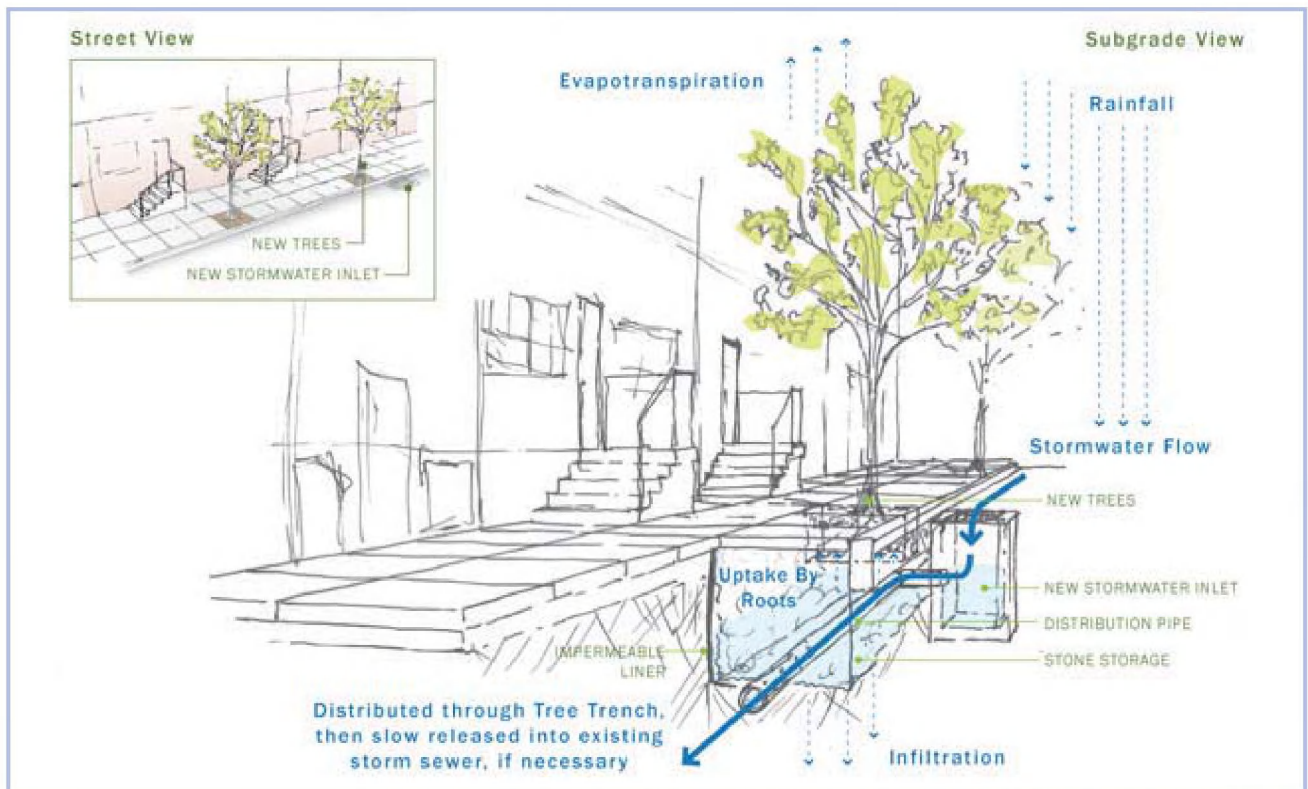 Street View
Subgrade View
Evapotranspiration
Rainfall
NEW TREES
NEW STORMWATER INLET
Stormwater Flow
NEW TREES
Uptake By
Roots
NEW STORMWATER INLET
DISTRIBUTION PIPE
IMPERMEABLE
LINER
STONE STORAGE
Distributed through Tree Trench,
then slow released into existing
storm sewer, if necessary
Infiltration